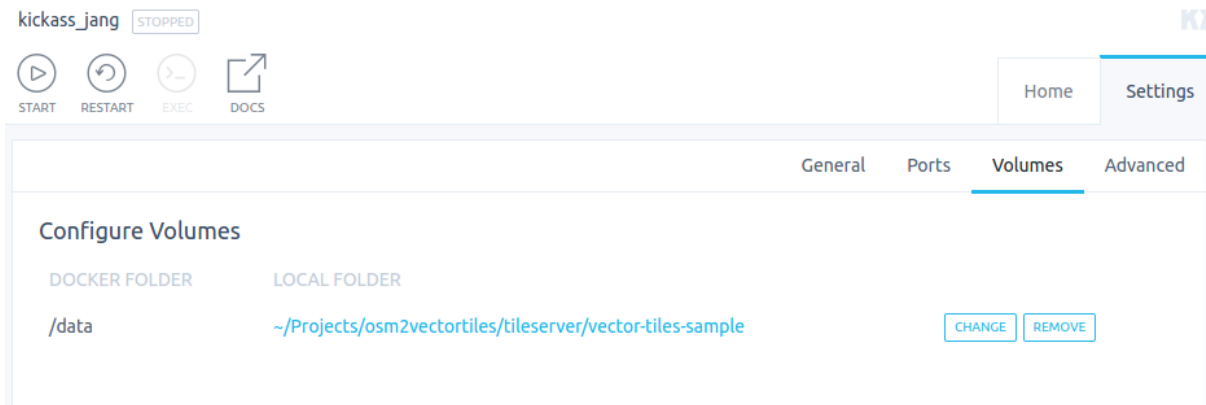 kickass_jang STOPPED
START RESTART EXEC DOCS
Home Settings
General Ports Volumes Advanced
Configure Volumes
DOCKER FOLDER LOCAL FOLDER
/data ~/Projects/osm2vectortiles/tileserver/vector-tiles-sample CHANGE REMOVE